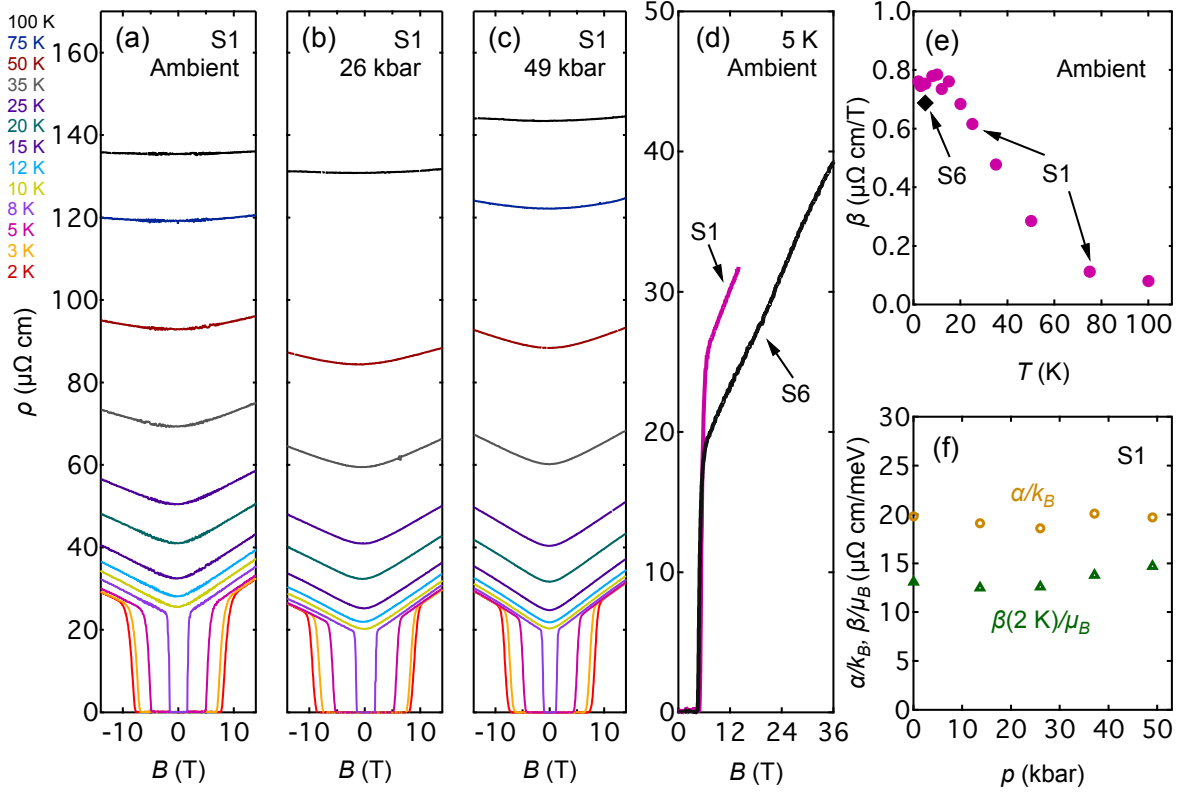 100 K
75 K
50 K
35 K
25 K
20 K
15 K
12 K
10 K
8 K
5 K
3 K
2 K
ρ (μΩ cm)
160
140
120
100
80
60
40
20
0
(a) S1
Ambient
-10 0 10
B (T)
(b) S1
26 kbar
-10 0 10
B (T)
(c) S1
49 kbar
-10 0 10
B (T)
50
40
30
20
10
0
(d) 5 K
Ambient
S1
S6
0 12 24 36
B (T)
β (μΩ cm/T)
1.0
0.8
0.6
0.4
0.2
0.0
(e) Ambient
S6
S1
0 20 40 60 80 100
T (K)
α/kB, β/μB (μΩ cm/meV)
30
25
20
15
10
5
0
(f) S1
α/kB
β(2 K)/μB
0 10 20 30 40 50
p (kbar)